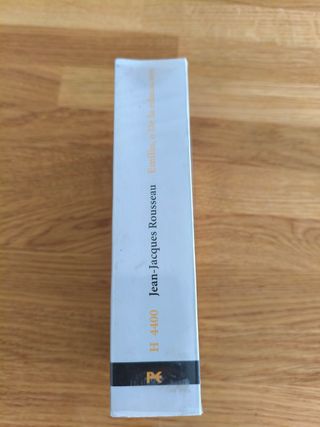 H 4400 Jean-Jacques Rousseau Emilio, o De la educación